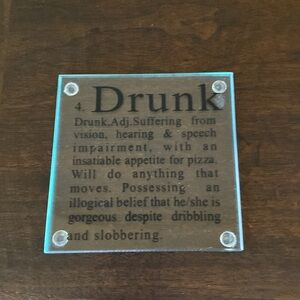 4. Drunk
Drunk,Adj.Suffering from
vision, hearing & speech
impairment, with an
insatiable appetite for pizza.
Will do anything that
moves. Possessing an
illogical belief that he/she is
gorgeous despite dribbling
and slobbering.